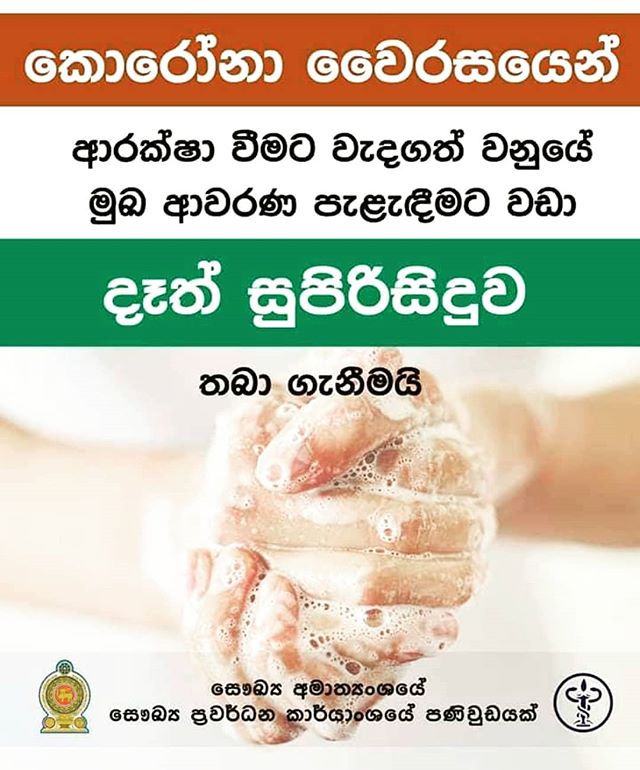 කොරෝනා වෛරසයෙන්
ආරක්ෂා වීමට වැදගත් වනුයේ
මුඛ ආවරණ පැළැඳීමට වඩා
දෑත් සුපිරිසිදුව
තබා ගැනීමයි
සෞඛ්‍ය අමාත්‍යංශයේ
සෞඛ්‍ය ප්‍රවර්ධන කාර්යාංශයේ පණිවුඩයක්